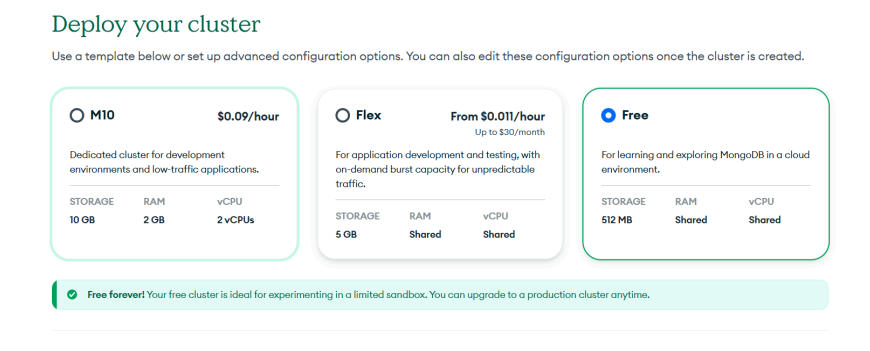 Deploy your cluster
Use a template below or set up advanced configuration options. You can also edit these configuration options once the cluster is created.
M10
$0.09/hour
Dedicated cluster for development
environments and low-traffic applications.
STORAGE RAM vCPU
10 GB 2 GB 2 vCPUs
Flex
From $0.011/hour
Up to $30/month
For application development and testing, with
on-demand burst capacity for unpredictable
traffic.
STORAGE RAM vCPU
5 GB Shared Shared
Free
For learning and exploring MongoDB in a cloud
environment.
STORAGE RAM vCPU
512 MB Shared Shared
Free forever! Your free cluster is ideal for experimenting in a limited sandbox. You can upgrade to a production cluster anytime.